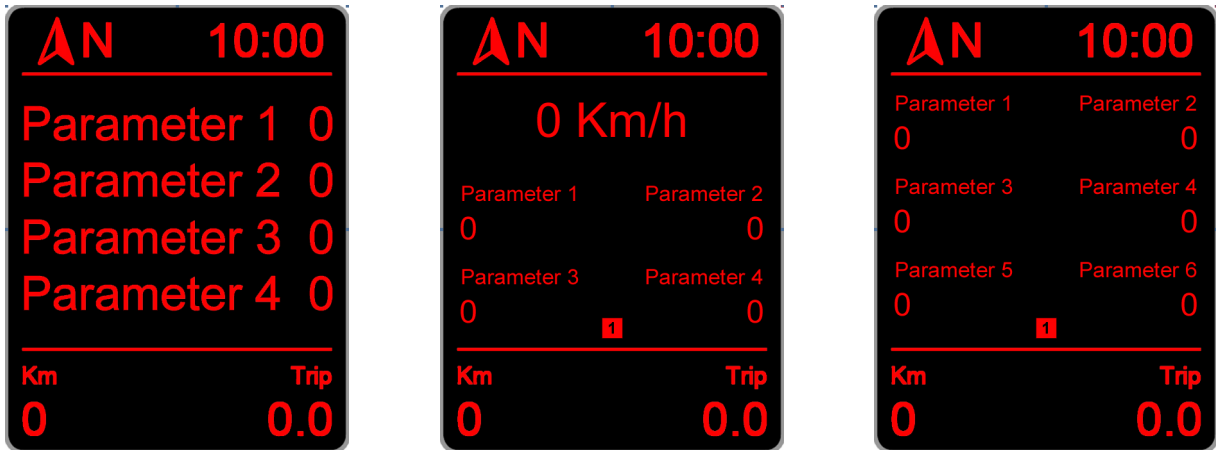 N 10:00
Parameter 1 0
Parameter 2 0
Parameter 3 0
Parameter 4 0
Km Trip
0 0.0
N 10:00
0 Km/h
Parameter 1 Parameter 2
0 0
Parameter 3 Parameter 4
0 0
1
Km Trip
0 0.0
N 10:00
Parameter 1 Parameter 2
0 0
Parameter 3 Parameter 4
0 0
Parameter 5 Parameter 6
0 0
1
Km Trip
0 0.0